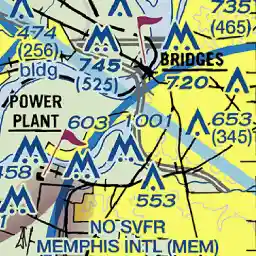 735
(465)
474
(256)
bldg
745
(525)
BRIDGES
720
POWER
PLANT
603
1001
653
(345)
458
553
NO SVFR
MEMPHIS INTL (MEM)